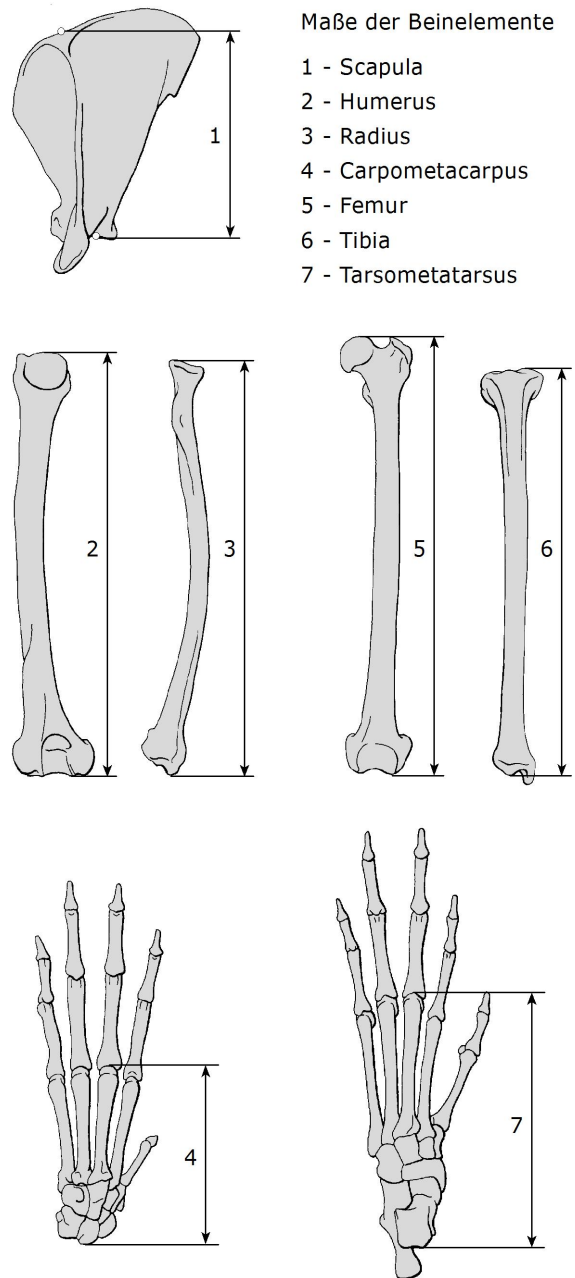 Maße der Beinelemente
1 - Scapula
2 - Humerus
3 - Radius
4 - Carpometacarpus
5 - Femur
6 - Tibia
7 - Tarsometatarsus
1
2
3
5
6
4
7